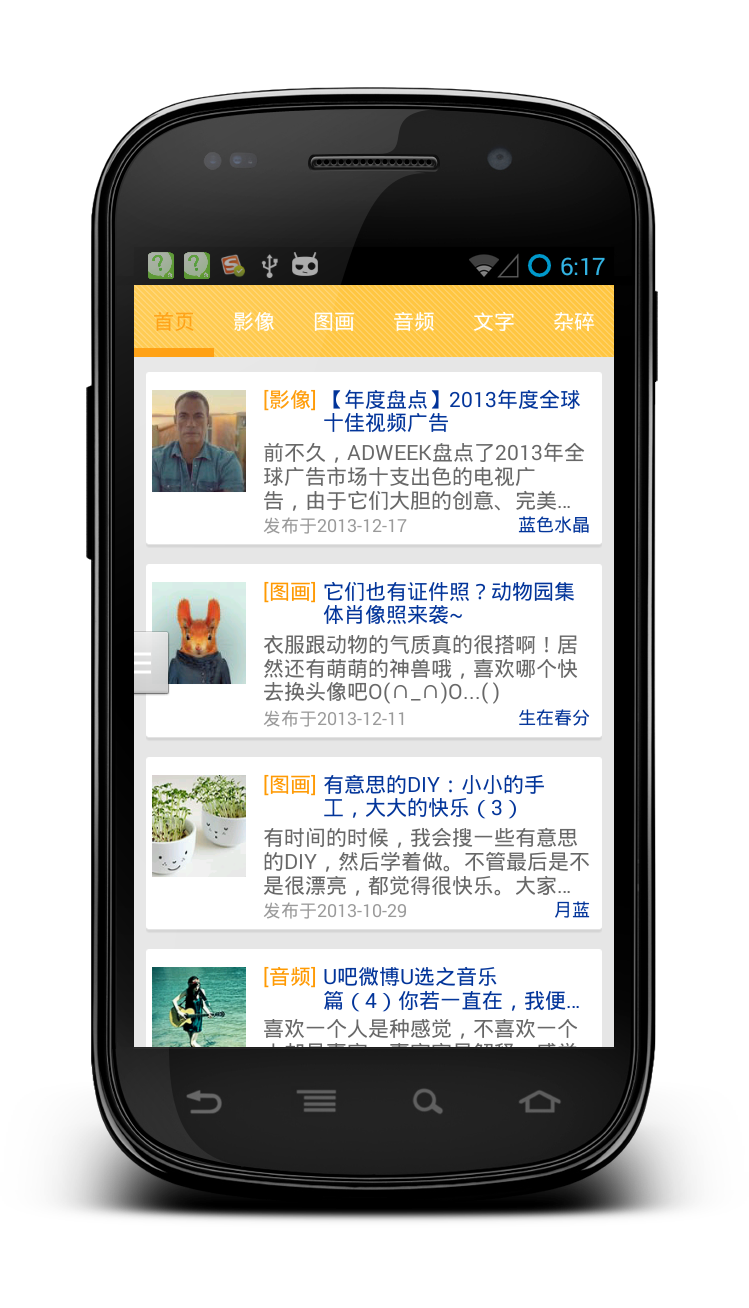 6:17
首页 影像 图画 音频 文字 杂碎
[影像] 【年度盘点】2013年度全球
十佳视频广告
前不久，ADWEEK盘点了2013年全
球广告市场十支出色的电视广
告，由于它们大胆的创意、完美...
发布于2013-12-17 蓝色水晶
[图画] 它们也有证件照？动物园集
体肖像照来袭~
衣服跟动物的气质真的很搭啊！居
然还有萌萌的神兽哦，喜欢哪个快
去换头像吧O(∩_∩)O...( )
发布于2013-12-11 生在春分
[图画] 有意思的DIY：小小的手
工，大大的快乐（3）
有时间的时候，我会搜一些有意思
的DIY，然后学着做。不管最后是不
是很漂亮，都觉得很快乐。大家...
发布于2013-10-29 月蓝
[音频] U吧微博U选之音乐
篇（4）你若一直在，我便...
喜欢一个人是种感觉，不喜欢一个